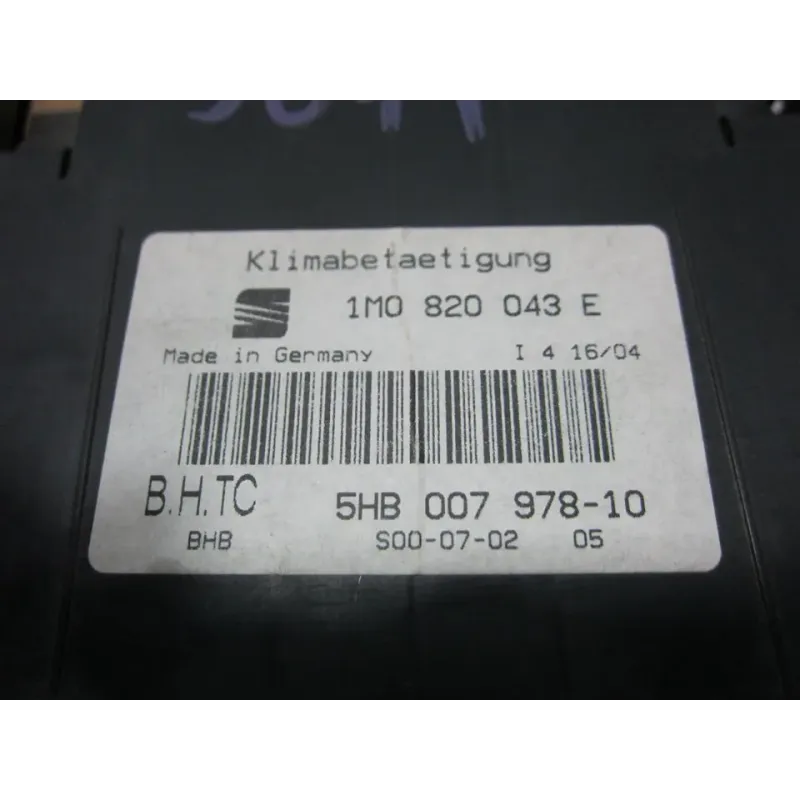 Klimabetaetigung
1M0 820 043 E
Made in Germany I 4 16/04
B.H.TC 5HB 007 978-10
BHB S00-07-02 05